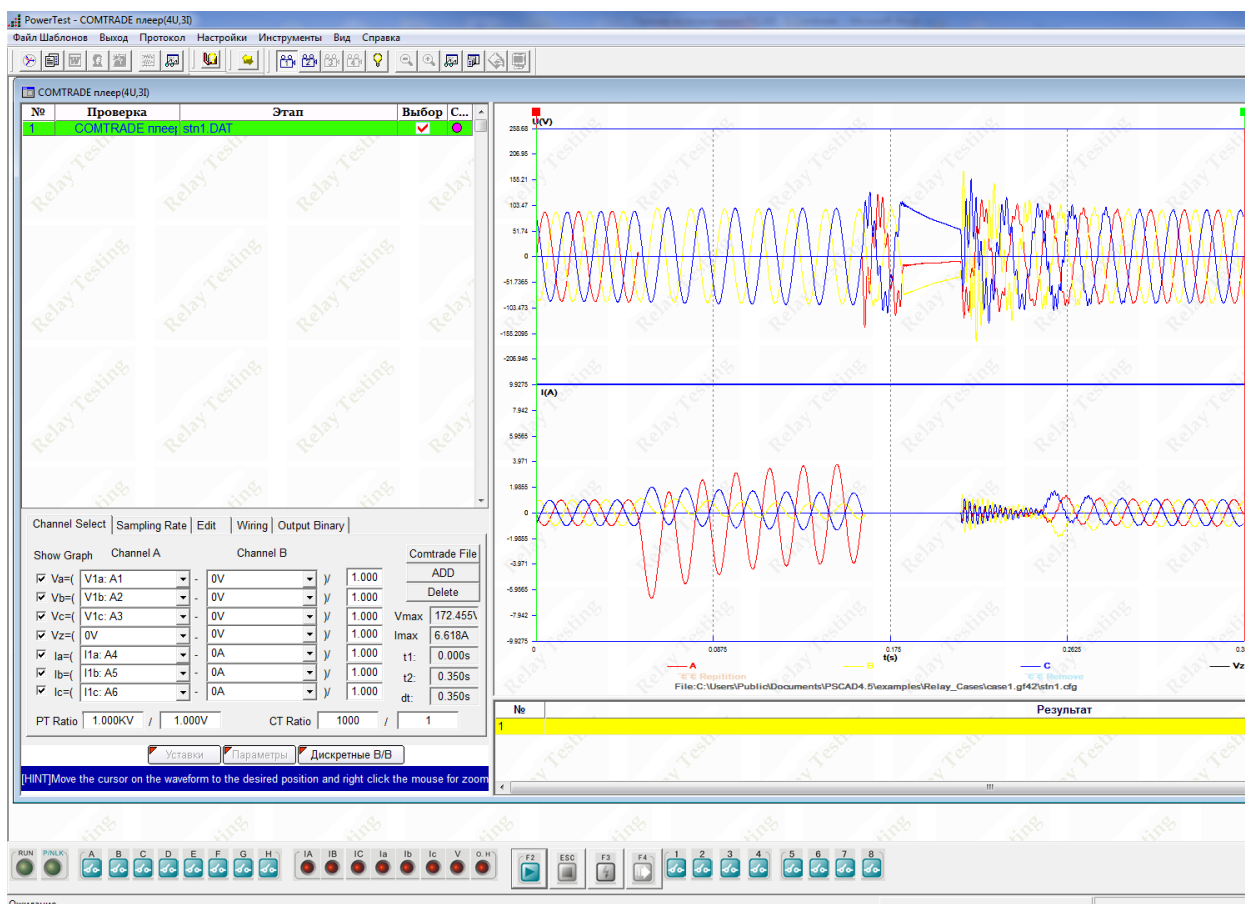 PowerTest - COMTRADE плеер(4U,3I)
Файл Шаблонов Выход Протокол Настройки Инструменты Вид Справка
COMTRADE плеер(4U,3I)
№ Проверка Этап Выбор С...
1 COMTRADE плеер stn1.DAT
U(V)
258.68
206.95
155.21
103.47
51.74
0
-51.7365
-103.473
-155.2095
-206.946
9.9275
I(A)
7.942
5.9565
3.971
1.9855
0
-1.9855
-3.971
-5.9565
-7.942
-9.9275
0 0.0875 0.175 0.2625 0.3
t(s)
A B C Vz
C:C Repitition C:C Remove
File:C:\Users\Public\Documents\PSCAD4.5\examples\Relay_Cases\case1.gf42\stn1.cfg
Channel Select Sampling Rate Edit Wiring Output Binary
Show Graph Channel A Channel B Comtrade File
ADD
Delete
Va=( V1a: A1 - 0V )/ 1.000
Vb=( V1b: A2 - 0V )/ 1.000
Vc=( V1c: A3 - 0V )/ 1.000 Vmax 172.455\
Vz=( 0V - 0V )/ 1.000 Imax 6.618A
Ia=( I1a: A4 - 0A )/ 1.000 t1: 0.000s
Ib=( I1b: A5 - 0A )/ 1.000 t2: 0.350s
Ic=( I1c: A6 - 0A )/ 1.000 dt: 0.350s
PT Ratio 1.000KV / 1.000V CT Ratio 1000 / 1
Уставки Параметры Дискретные В/В
[HINT]Move the cursor on the waveform to the desired position and right click the mouse for zoom
№ Результат
1
RUN P/NLK A B C D E F G H IA IB IC Ia Ib Ic V O. H F2 ESC F3 F4 1 2 3 4 5 6 7 8
Relay Testing